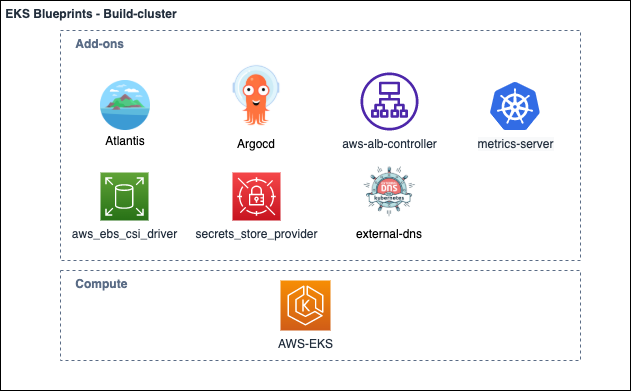 EKS Blueprints - Build-cluster
Add-ons
Atlantis
Argocd
aws-alb-controller
metrics-server
aws_ebs_csi_driver
secrets_store_provider
DNS
kubernetes
external-dns
Compute
K
AWS-EKS